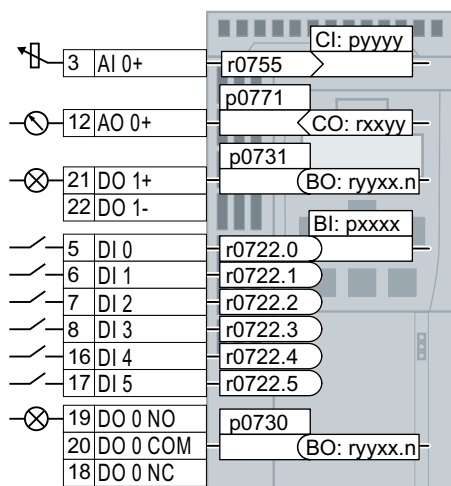 CI: pyyyy
3 AI 0+ r0755
p0771
12 AO 0+ CO: rxxyy
p0731
21 DO 1+ BO: ryyxx.n
22 DO 1-
BI: pxxxx
5 DI 0 r0722.0
6 DI 1 r0722.1
7 DI 2 r0722.2
8 DI 3 r0722.3
16 DI 4 r0722.4
17 DI 5 r0722.5
19 DO 0 NO p0730
20 DO 0 COM BO: ryyxx.n
18 DO 0 NC